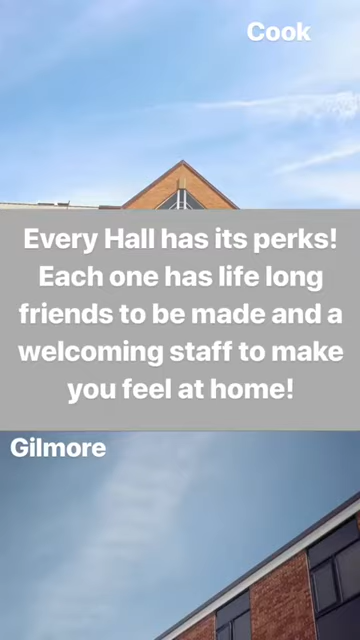 Cook
Every Hall has its perks!
Each one has life long
friends to be made and a
welcoming staff to make
you feel at home!
Gilmore